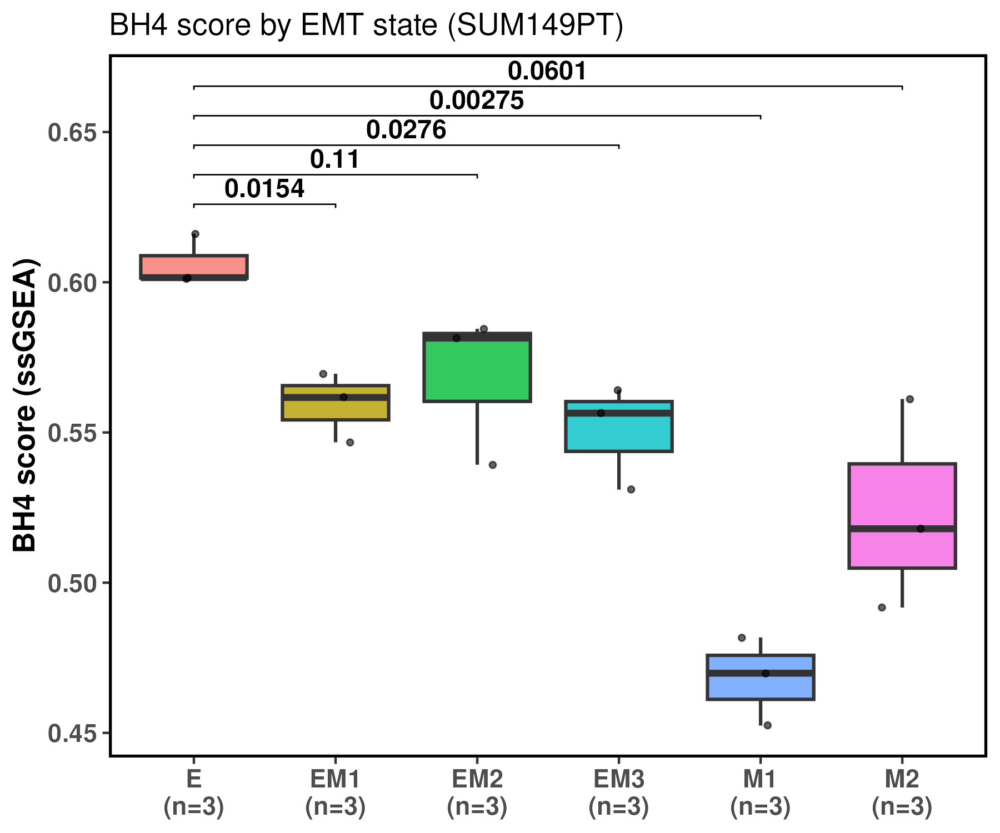 BH4 score by EMT state (SUM149PT)
0.0601
0.00275
0.0276
0.11
0.0154
BH4 score (ssGSEA)
0.65
0.60
0.55
0.50
0.45
E
(n=3)
EM1
(n=3)
EM2
(n=3)
EM3
(n=3)
M1
(n=3)
M2
(n=3)